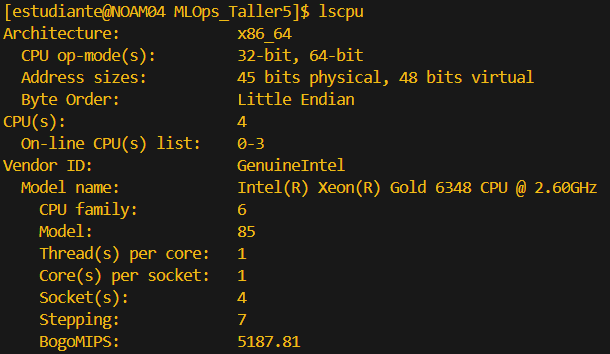 [estudiante@NOAM04 MLOps_Taller5]$ lscpu
Architecture: x86_64
CPU op-mode(s): 32-bit, 64-bit
Address sizes: 45 bits physical, 48 bits virtual
Byte Order: Little Endian
CPU(s): 4
On-line CPU(s) list: 0-3
Vendor ID: GenuineIntel
Model name: Intel(R) Xeon(R) Gold 6348 CPU @ 2.60GHz
CPU family: 6
Model: 85
Thread(s) per core: 1
Core(s) per socket: 1
Socket(s): 4
Stepping: 7
BogoMIPS: 5187.81